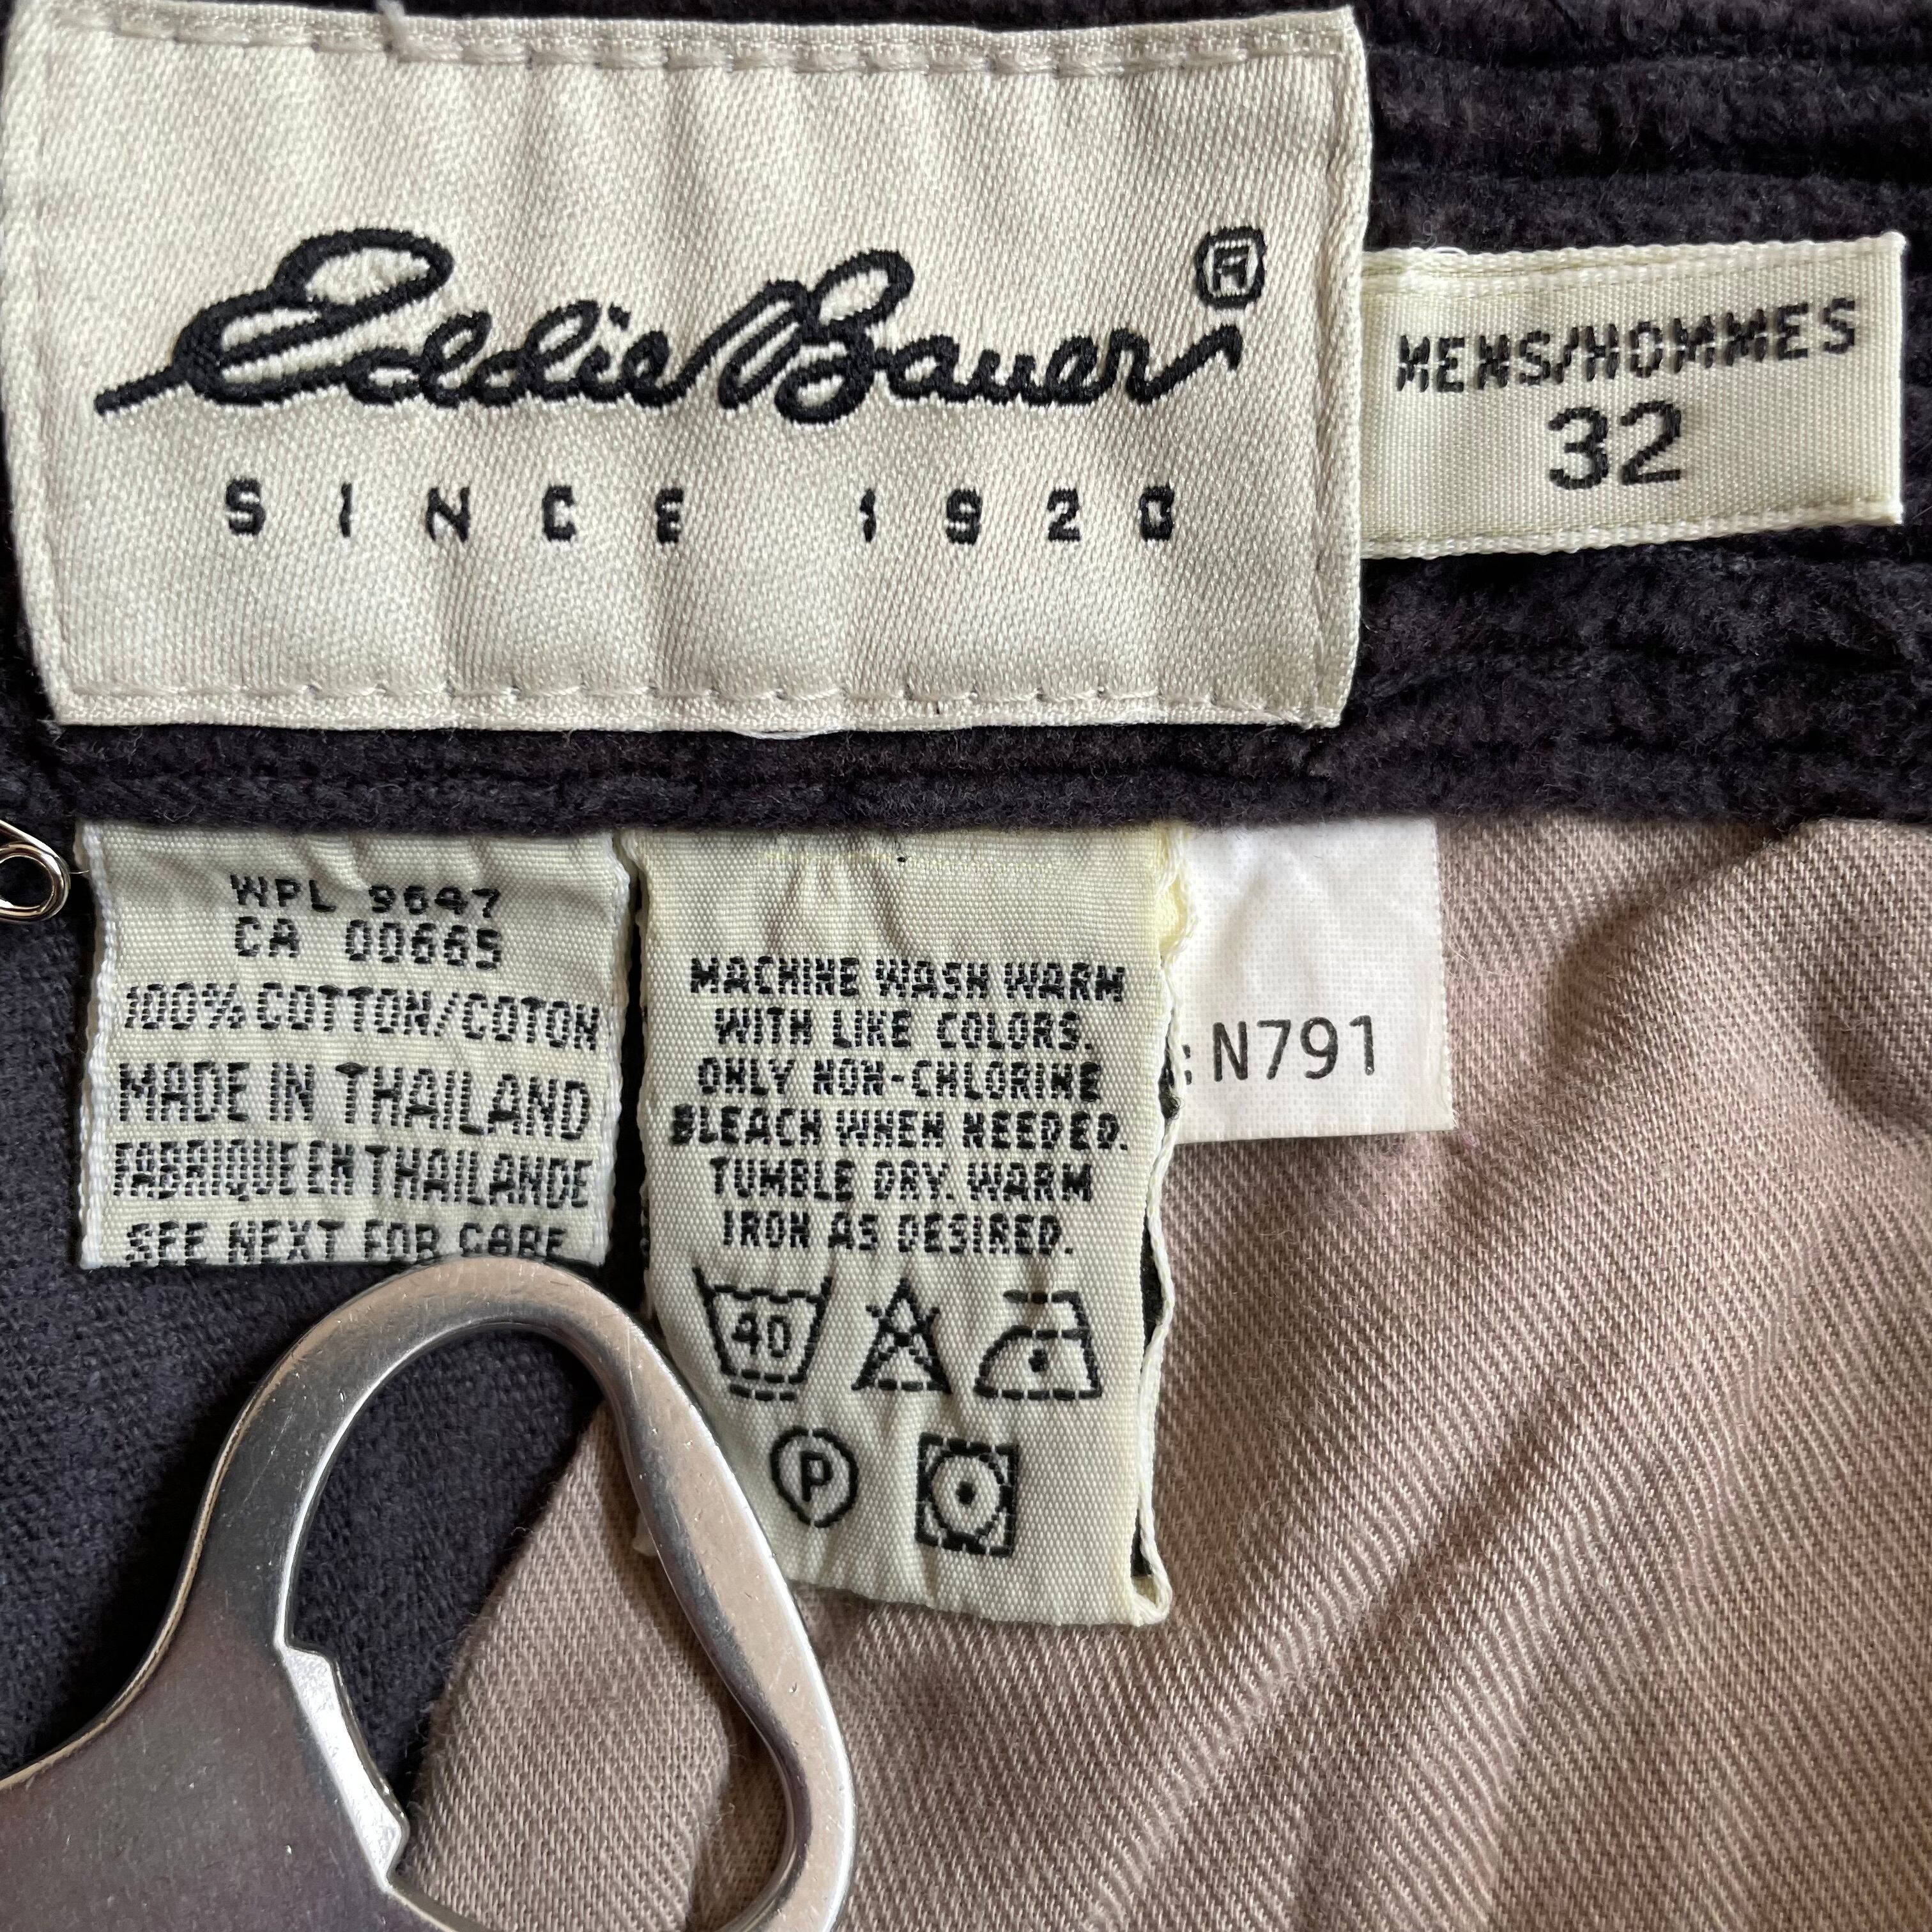 Eddie Bauer®
SINCE 1920
MENS/HOMMES
32
WPL 9647
CA 00665
100% COTTON/COTON
MADE IN THAILAND
FABRIQUE EN THAILANDE
SEE NEXT FOR CARE
MACHINE WASH WARM
WITH LIKE COLORS.
ONLY NON-CHLORINE
BLEACH WHEN NEEDED.
TUMBLE DRY. WARM
IRON AS DESIRED.
40
P
: N791